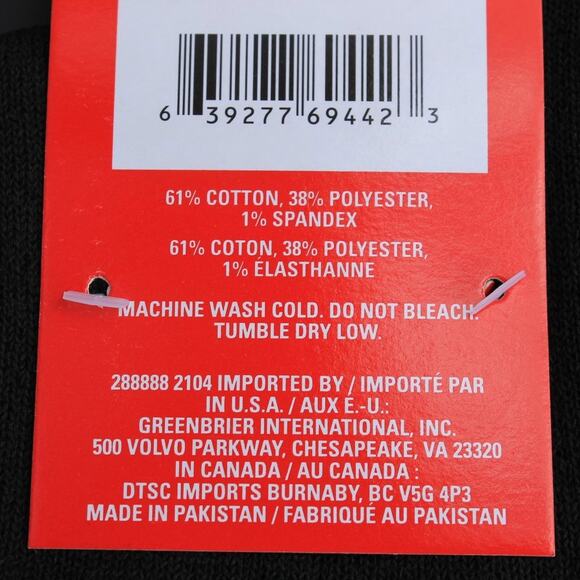 6 39277 69442 3
61% COTTON, 38% POLYESTER,
1% SPANDEX
61% COTON, 38% POLYESTER,
1% ÉLASTHANNE
MACHINE WASH COLD. DO NOT BLEACH.
TUMBLE DRY LOW.
288888 2104 IMPORTED BY / IMPORTÉ PAR
IN U.S.A. / AUX É.-U.:
GREENBRIER INTERNATIONAL, INC.
500 VOLVO PARKWAY, CHESAPEAKE, VA 23320
IN CANADA / AU CANADA :
DTSC IMPORTS BURNABY, BC V5G 4P3
MADE IN PAKISTAN / FABRIQUÉ AU PAKISTAN